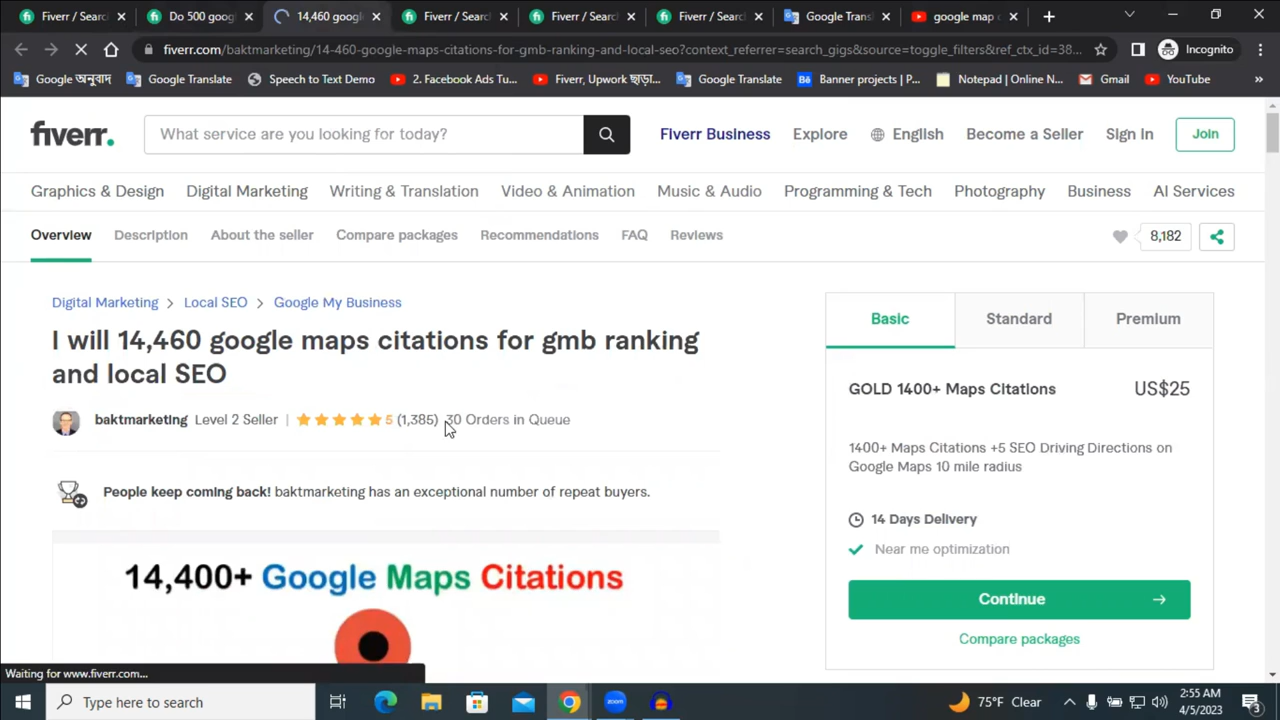 Fiverr / Searc
Do 500 goog
14,460 googl
Fiverr / Searc
Fiverr / Searc
Fiverr / Searc
Google Trans
google map c
fiverr.com/baktmarketing/14-460-google-maps-citations-for-gmb-ranking-and-local-seo?context_referrer=search_gigs&source=toggle_filters&ref_ctx_id=38...
Incognito
Google অনুবাদ
Google Translate
Speech to Text Demo
2. Facebook Ads Tu...
Fiverr, Upwork ছাড়া...
Google Translate
Banner projects | P...
Notepad | Online N...
Gmail
YouTube
»
fiverr.
What service are you looking for today?
Fiverr Business
Explore
English
Become a Seller
Sign In
Join
Graphics & Design
Digital Marketing
Writing & Translation
Video & Animation
Music & Audio
Programming & Tech
Photography
Business
AI Services
Overview
Description
About the seller
Compare packages
Recommendations
FAQ
Reviews
8,182
Digital Marketing > Local SEO > Google My Business
I will 14,460 google maps citations for gmb ranking
and local SEO
baktmarketing Level 2 Seller | 5 (1,385) 30 Orders in Queue
People keep coming back! baktmarketing has an exceptional number of repeat buyers.
14,400+ Google Maps Citations
Basic
Standard
Premium
GOLD 1400+ Maps Citations
US$25
1400+ Maps Citations +5 SEO Driving Directions on
Google Maps 10 mile radius
14 Days Delivery
Near me optimization
Continue
Compare packages
Waiting for www.fiverr.com...
Type here to search
zoom
75°F Clear
2:55 AM
4/5/2023
3